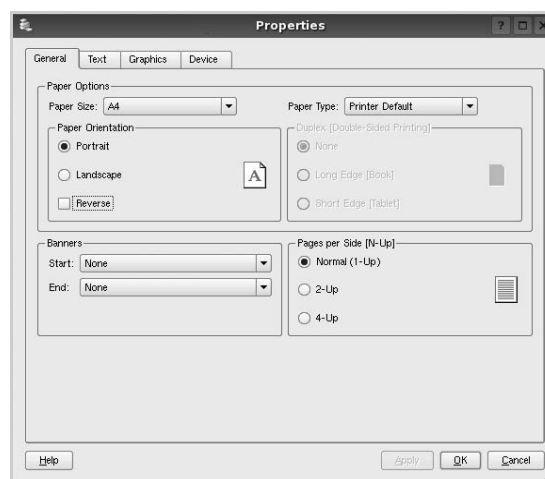 Properties
General Text Graphics Device
Paper Options
Paper Size: A4
Paper Type: Printer Default
Paper Orientation
Portrait
Landscape
Reverse
A
Duplex [Double-Sided Printing]
None
Long Edge [Book]
Short Edge [Tablet]
Banners
Start: None
End: None
Pages per Side [N-Up]
Normal (1-Up)
2-Up
4-Up
Help Apply OK Cancel